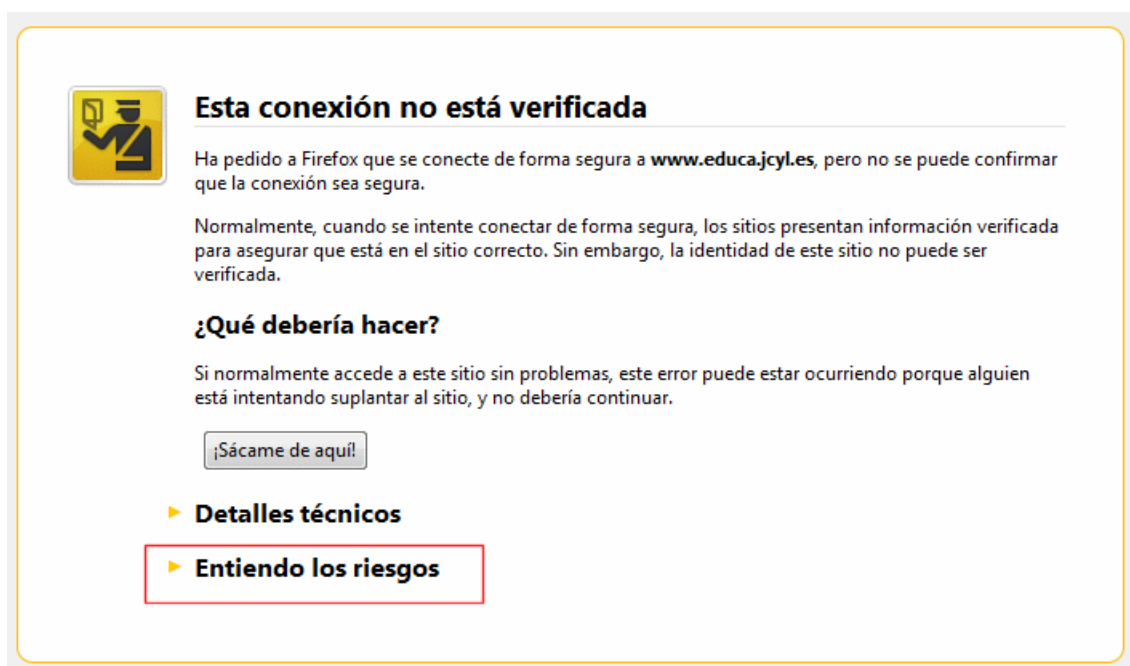 Esta conexión no está verificada
Ha pedido a Firefox que se conecte de forma segura a www.educa.jcyl.es, pero no se puede confirmar
que la conexión sea segura.
Normalmente, cuando se intente conectar de forma segura, los sitios presentan información verificada
para asegurar que está en el sitio correcto. Sin embargo, la identidad de este sitio no puede ser
verificada.
¿Qué debería hacer?
Si normalmente accede a este sitio sin problemas, este error puede estar ocurriendo porque alguien
está intentando suplantar al sitio, y no debería continuar.
¡Sácame de aquí!
Detalles técnicos
Entiendo los riesgos